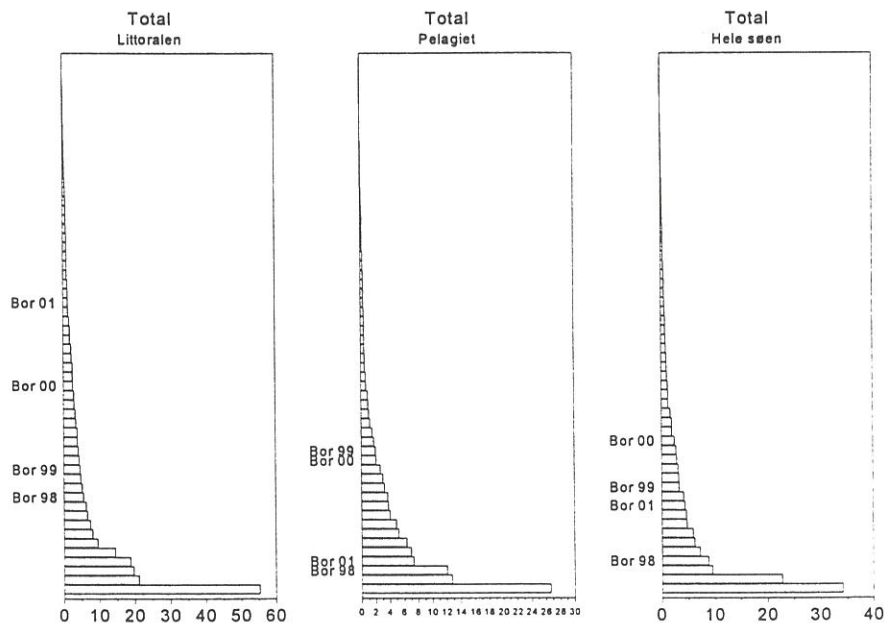 Total
Littoralen
Bor 01
Bor 00
Bor 99
Bor 98
0 10 20 30 40 50 60
Total
Pelagiet
Bor 99
Bor 00
Bor 01
Bor 98
0 2 4 6 8 10 12 14 16 18 20 22 24 26 28 30
Total
Hele søen
Bor 00
Bor 99
Bor 01
Bor 98
0 10 20 30 40